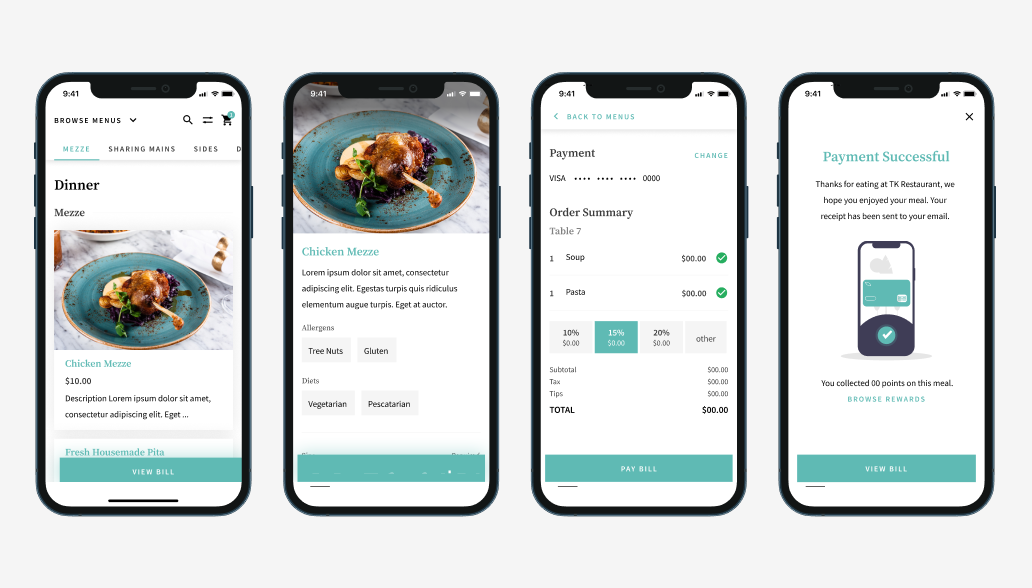 9:41
BROWSE MENUS
1
MEZZE SHARING MAINS SIDES D
Dinner
Mezze
Chicken Mezze
$10.00
Description Lorem ipsum dolor sit amet,
consectetur adipiscing elit. Eget ...
Fresh Housemade Pita
VIEW BILL
9:41
Chicken Mezze
Lorem ipsum dolor sit amet, consectetur
adipiscing elit. Egestas turpis quis ridiculus
elementum augue turpis. Eget at auctor.
Allergens
Tree Nuts Gluten
Diets
Vegetarian Pescatarian
9:41
BACK TO MENUS
Payment CHANGE
VISA •••• •••• •••• 0000
Order Summary
Table 7
1 Soup $00.00
1 Pasta $00.00
10% 15% 20% other
$0.00 $0.00 $0.00
Subtotal $00.00
Tax $00.00
Tips $00.00
TOTAL $00.00
PAY BILL
9:41
Payment Successful
Thanks for eating at TK Restaurant, we
hope you enjoyed your meal. Your
receipt has been sent to your email.
You collected 00 points on this meal.
BROWSE REWARDS
VIEW BILL